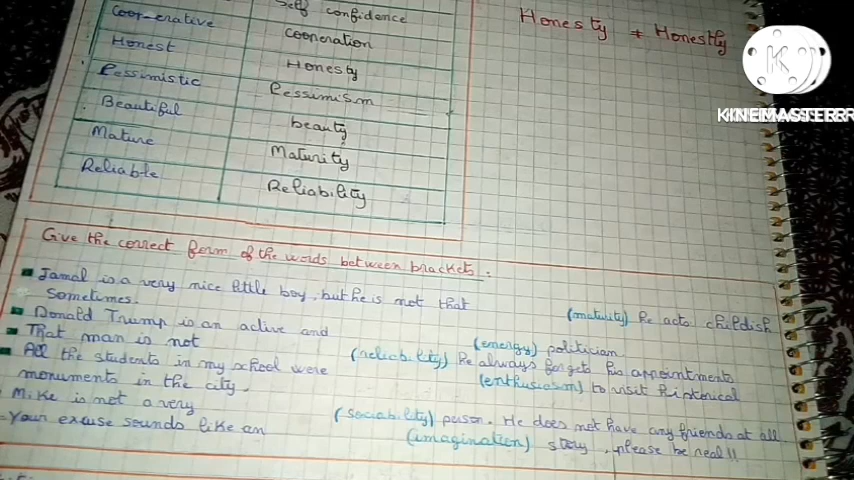 Self confidence
Cooperative Cooperation
Honest Honesty
Pessimistic Pessimism
Beautiful beauty
Mature Maturity
Reliable Reliability
Honesty ≠ Honestly
KINEMASTER
Give the correct form of the words between brackets.
Jamal is a very nice little boy, but he is not that (maturity) he acts childish
sometimes.
Donald Trump is an active and (energy) politician
That man is not (reliability) he always forgets his appointments
All the students in my school were (enthusiasm) to visit historical
monuments in the city.
Mike is not a very (sociability) person. He does not have any friends at all
Your excuse sounds like an (imagination) story, please be real!!